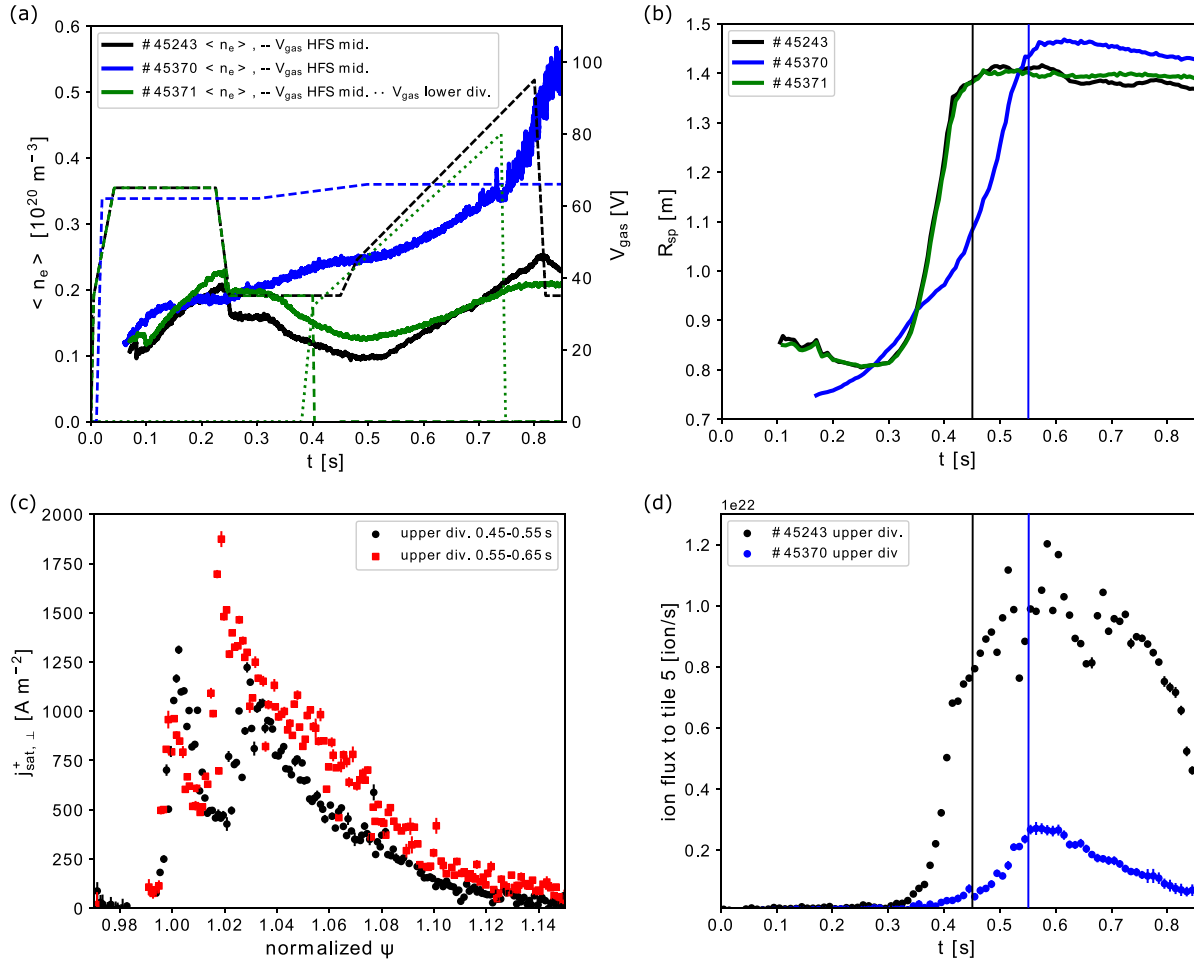 (a)
0.6
0.5
0.4
0.3
0.2
0.1
0.0
< nₑ > [10²⁰ m⁻³]
# 45243 < nₑ > , -- V_gas HFS mid.
# 45370 < nₑ > , -- V_gas HFS mid.
# 45371 < nₑ > , -- V_gas HFS mid. ·· V_gas lower div.
100
80
60
40
20
0
V_gas [V]
0.0 0.1 0.2 0.3 0.4 0.5 0.6 0.7 0.8
t [s]
(b)
1.5
1.4
1.3
1.2
1.1
1.0
0.9
0.8
0.7
R_sp [m]
# 45243
# 45370
# 45371
0.0 0.1 0.2 0.3 0.4 0.5 0.6 0.7 0.8
t [s]
(c)
2000
1750
1500
1250
1000
750
500
250
0
j⁺_sat, ⊥ [A m⁻²]
upper div. 0.45-0.55 s
upper div. 0.55-0.65 s
0.98 1.00 1.02 1.04 1.06 1.08 1.10 1.12 1.14
normalized ψ
(d)
1e22
1.2
1.0
0.8
0.6
0.4
0.2
ion flux to tile 5 [ion/s]
# 45243 upper div.
# 45370 upper div
0.0 0.1 0.2 0.3 0.4 0.5 0.6 0.7 0.8
t [s]